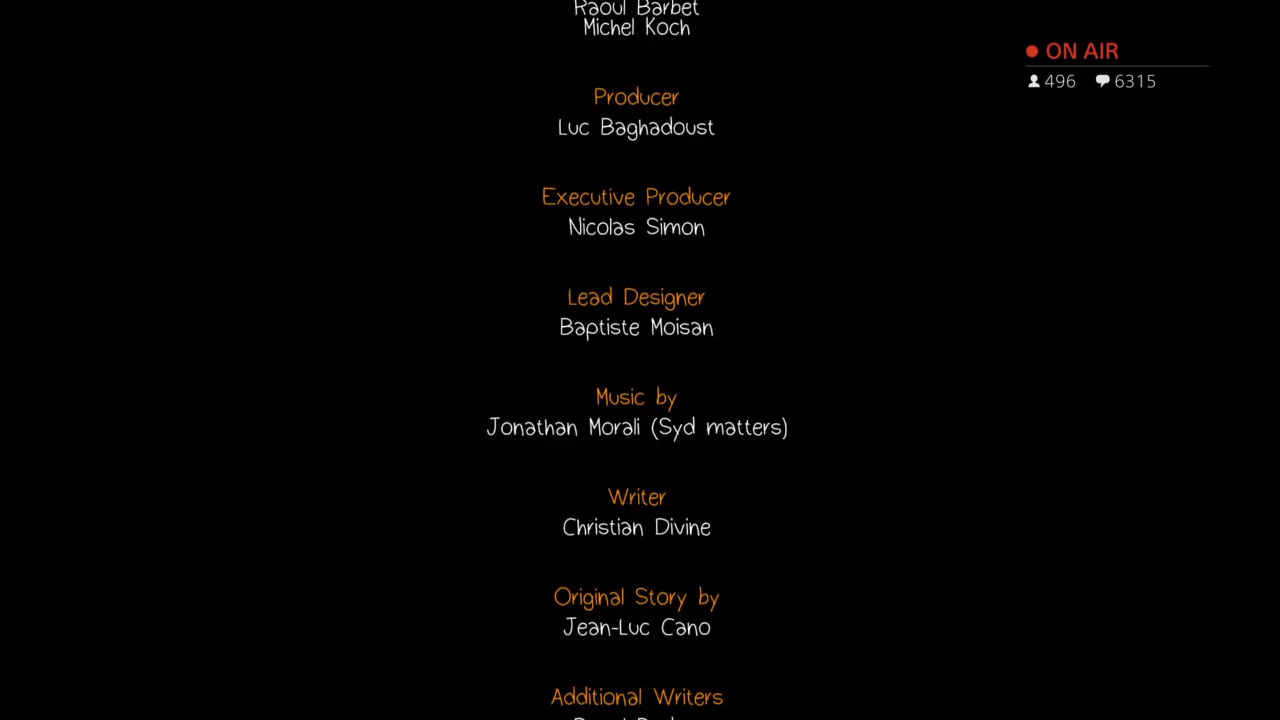 Raoul Barbet
Michel Koch
ON AIR
496 6315
Producer
Luc Baghadoust
Executive Producer
Nicolas Simon
Lead Designer
Baptiste Moisan
Music by
Jonathan Morali (Syd matters)
Writer
Christian Divine
Original Story by
Jean-Luc Cano
Additional Writers